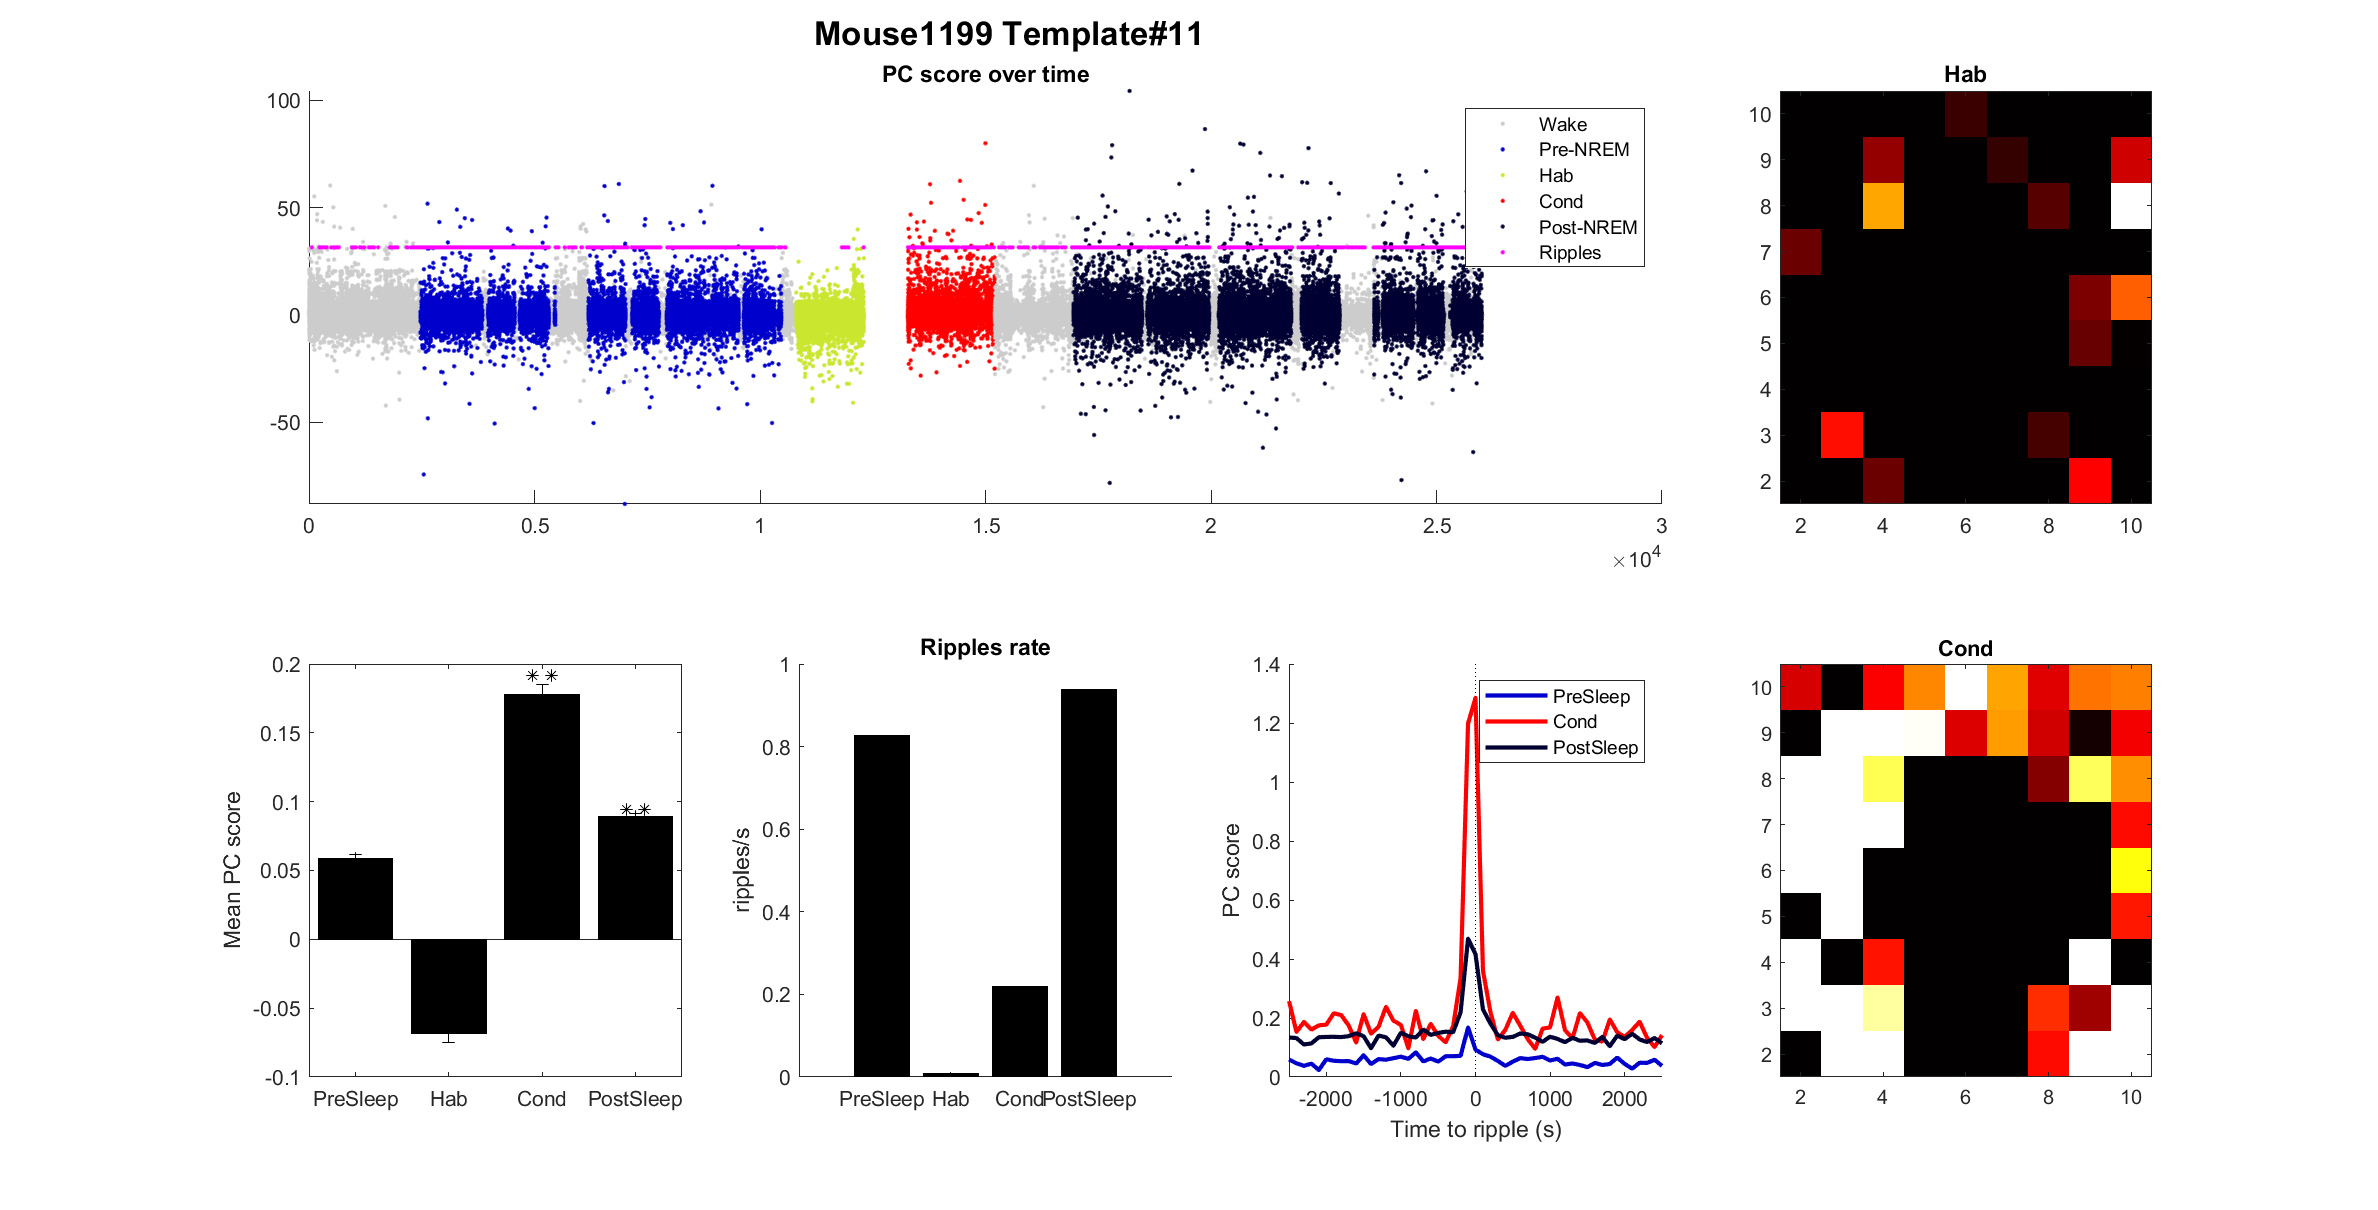 Mouse1199 Template#11
PC score over time
100
50
0
-50
0 0.5 1 1.5 2 2.5 3
×10^4
Wake
Pre-NREM
Hab
Cond
Post-NREM
Ripples
Hab
10
9
8
7
6
5
4
3
2
2 4 6 8 10
Mean PC score
0.2
0.15
0.1
0.05
0
-0.05
-0.1
PreSleep Hab Cond PostSleep
Ripples rate
ripples/s
1
0.8
0.6
0.4
0.2
0
PreSleep Hab Cond PostSleep
PC score
1.4
1.2
1
0.8
0.6
0.4
0.2
0
-2000 -1000 0 1000 2000
Time to ripple (s)
PreSleep
Cond
PostSleep
Cond
10
9
8
7
6
5
4
3
2
2 4 6 8 10